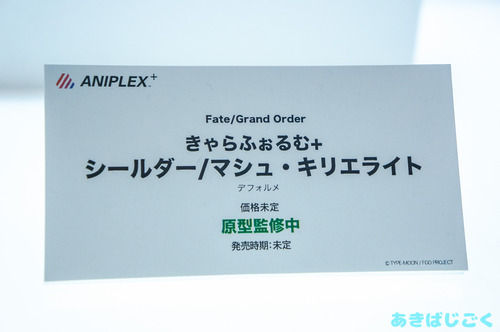 ANIPLEX+
Fate/Grand Order
きゃらふぉるむ+
シールダー/マシュ・キリエライト
デフォルメ
価格未定
原型監修中
発売時期:未定
© TYPE-MOON / FGO PROJECT
あきばじごく